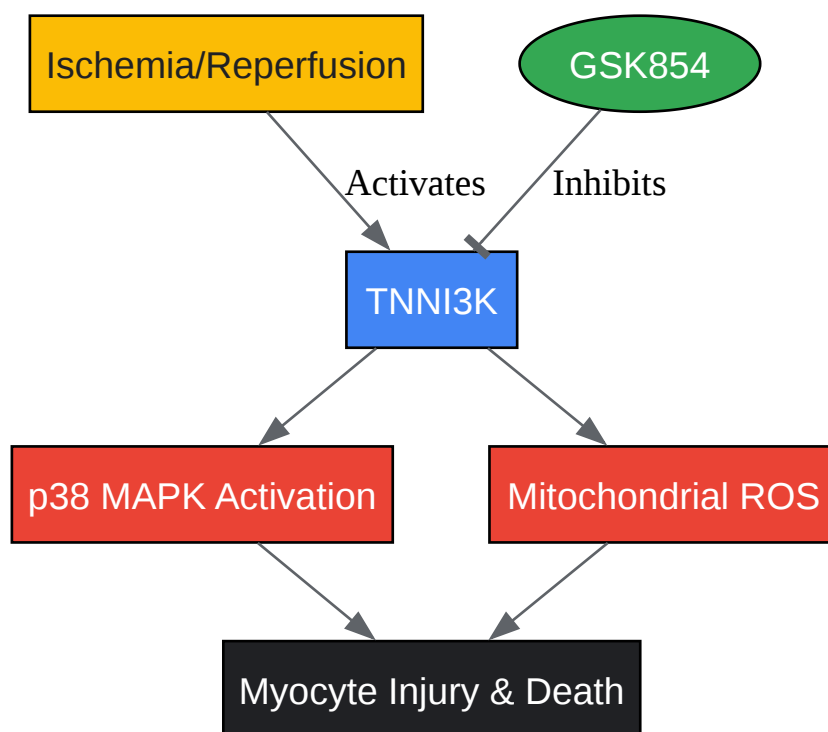 Ischemia/Reperfusion
GSK854
Activates
Inhibits
TNNI3K
p38 MAPK Activation
Mitochondrial ROS
Myocyte Injury & Death